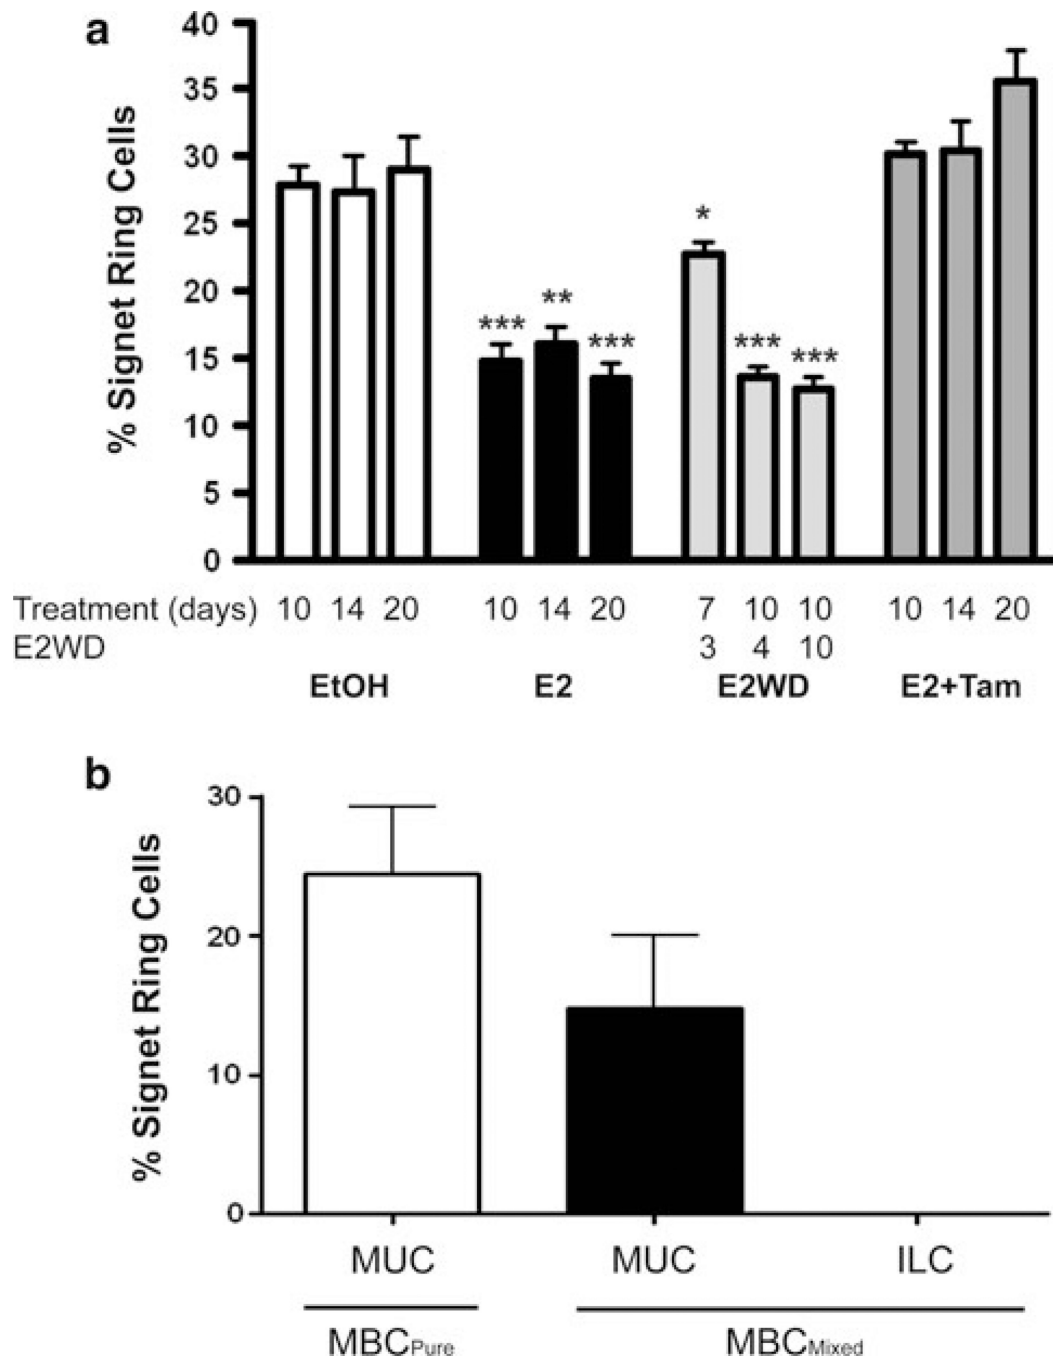 a
% Signet Ring Cells
40
35
30
25
20
15
10
5
0
*** ** *** * *** ***
Treatment (days) 10 14 20 10 14 20 7 10 10 10 14 20
E2WD 3 4 10
EtOH E2 E2WD E2+Tam
b
% Signet Ring Cells
30
20
10
0
MUC MUC ILC
MBCPure MBCMixed